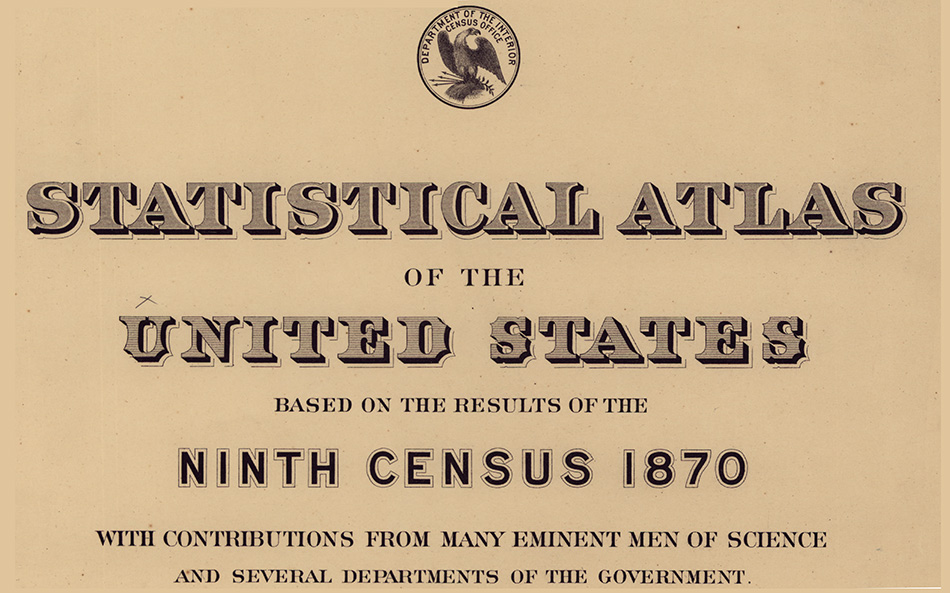 DEPARTMENT OF THE INTERIOR
CENSUS OFFICE
STATISTICAL ATLAS
OF THE
UNITED STATES
BASED ON THE RESULTS OF THE
NINTH CENSUS 1870
WITH CONTRIBUTIONS FROM MANY EMINENT MEN OF SCIENCE
AND SEVERAL DEPARTMENTS OF THE GOVERNMENT.